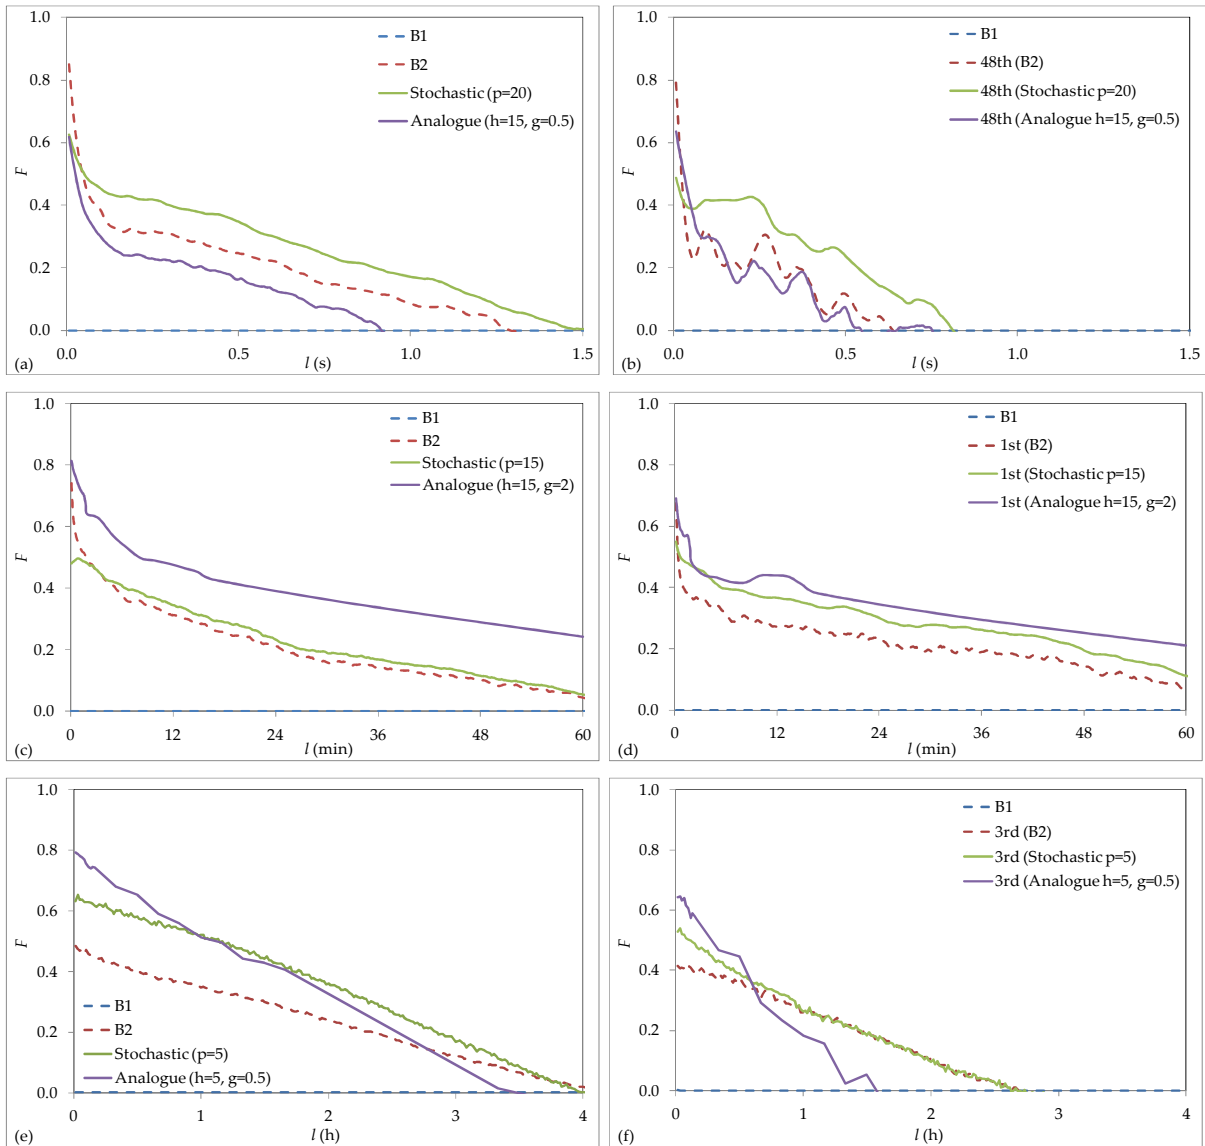 1.0
0.8
0.6
0.4
0.2
0.0
F
B1
B2
Stochastic (p=20)
Analogue (h=15, g=0.5)
0.0 0.5 1.0 1.5
(a) l (s)
1.0
0.8
0.6
0.4
0.2
0.0
F
B1
48th (B2)
48th (Stochastic p=20)
48th (Analogue h=15, g=0.5)
0.0 0.5 1.0 1.5
(b) l (s)
1.0
0.8
0.6
0.4
0.2
0.0
F
B1
B2
Stochastic (p=15)
Analogue (h=15, g=2)
0 12 24 36 48 60
(c) l (min)
1.0
0.8
0.6
0.4
0.2
0.0
F
B1
1st (B2)
1st (Stochastic p=15)
1st (Analogue h=15, g=2)
0 12 24 36 48 60
(d) l (min)
1.0
0.8
0.6
0.4
0.2
0.0
F
B1
B2
Stochastic (p=5)
Analogue (h=5, g=0.5)
0 1 2 3 4
(e) l (h)
1.0
0.8
0.6
0.4
0.2
0.0
F
B1
3rd (B2)
3rd (Stochastic p=5)
3rd (Analogue h=5, g=0.5)
0 1 2 3 4
(f) l (h)